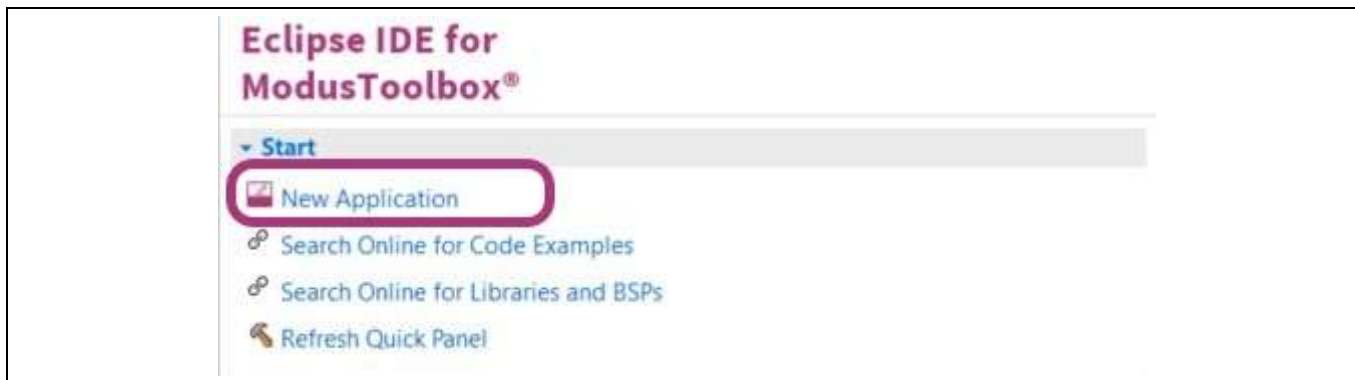 Eclipse IDE for
ModusToolbox®
Start
New Application
Search Online for Code Examples
Search Online for Libraries and BSPs
Refresh Quick Panel